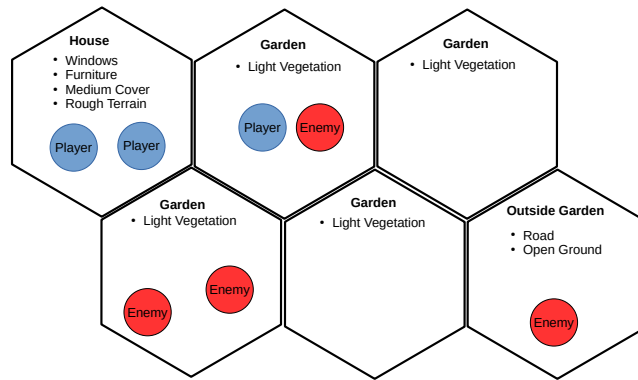 House
• Windows
• Furniture
• Medium Cover
• Rough Terrain
Player
Player
Garden
• Light Vegetation
Player
Enemy
Garden
• Light Vegetation
Garden
• Light Vegetation
Enemy
Enemy
Garden
• Light Vegetation
Outside Garden
• Road
• Open Ground
Enemy